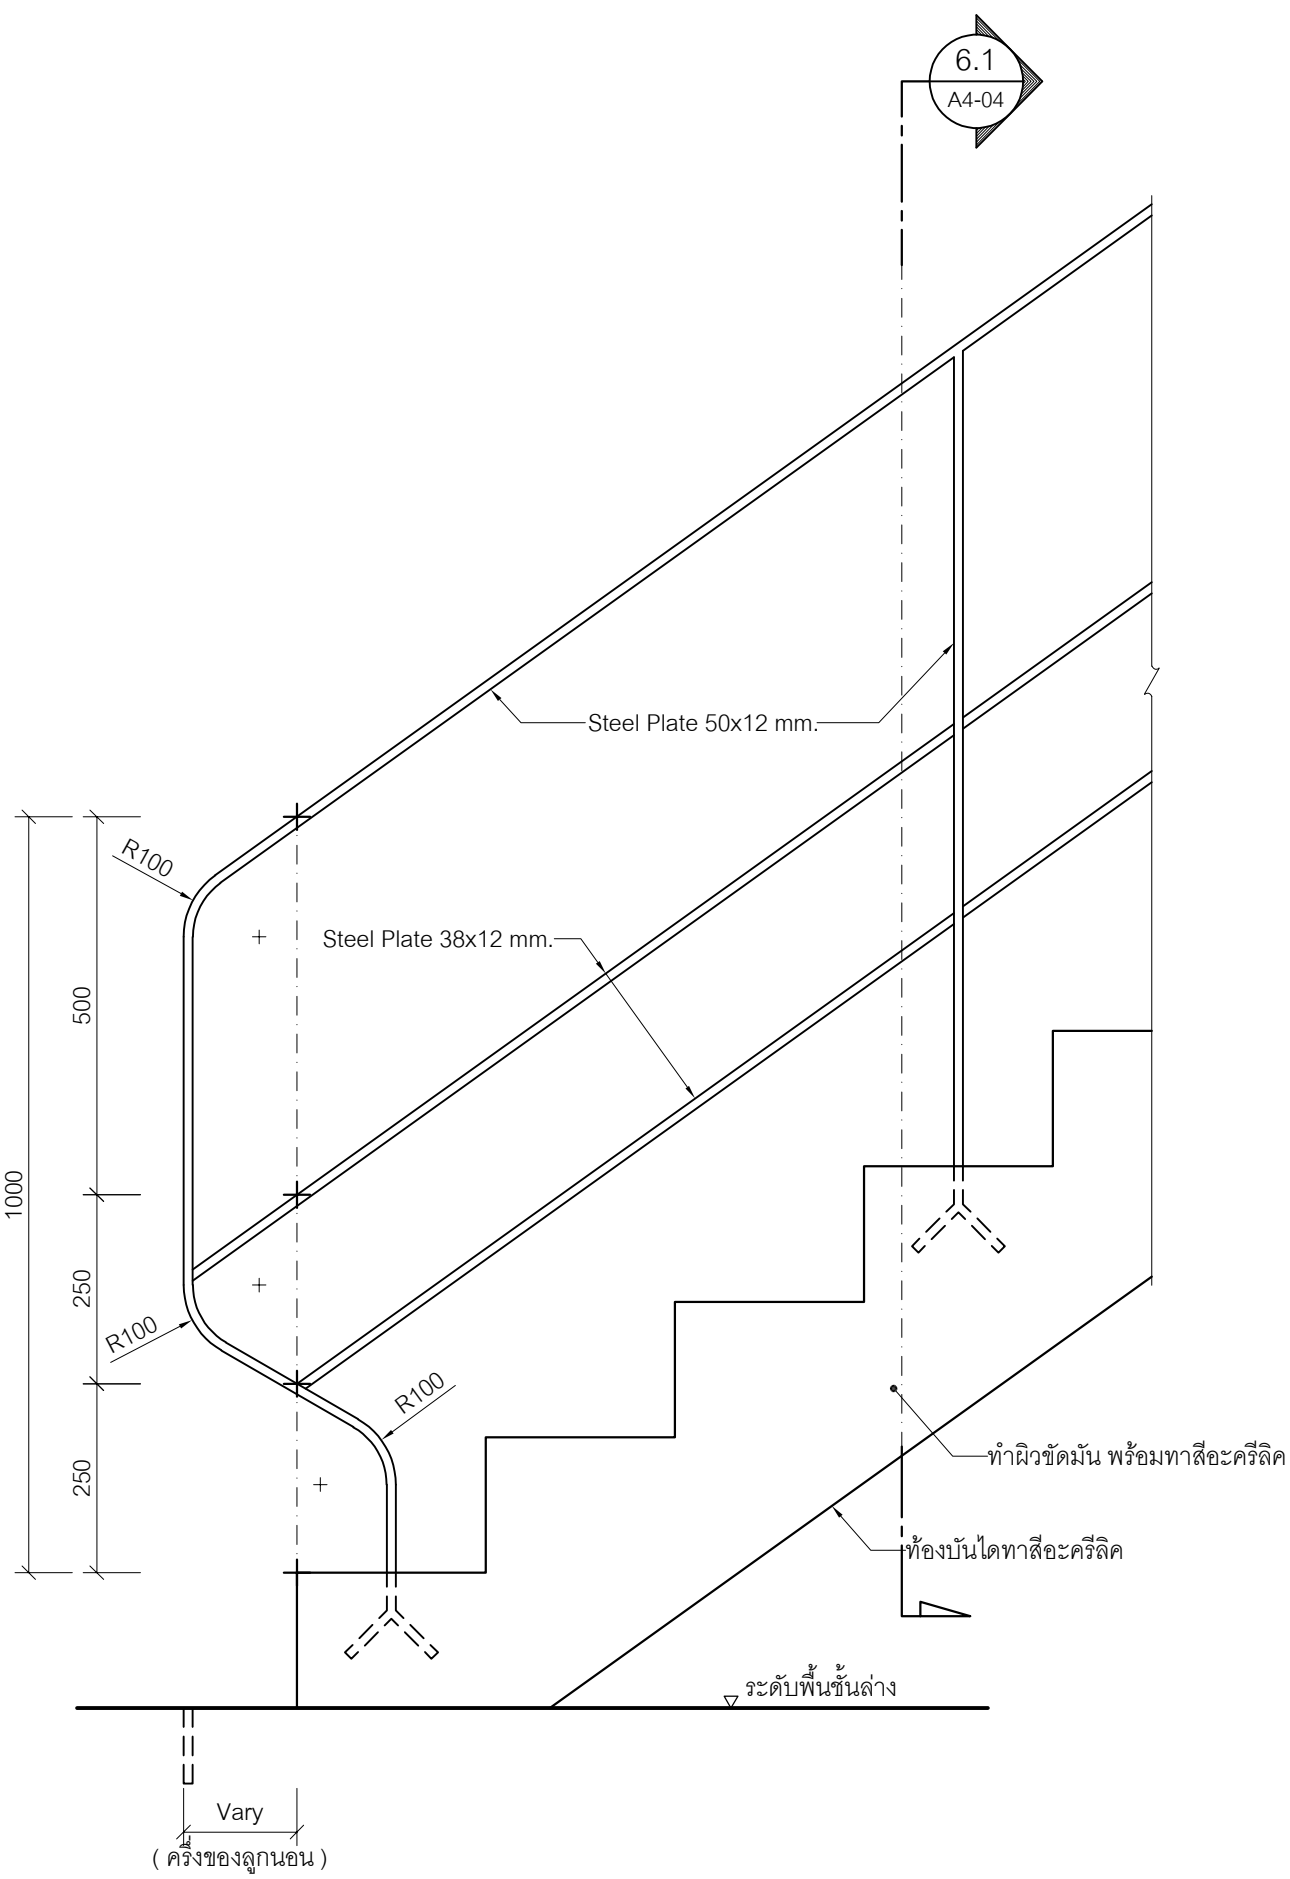 6.1
A4-04
Steel Plate 50x12 mm.
R100
Steel Plate 38x12 mm.
500
1000
250
R100
R100
250
ทำผิวขัดมัน พร้อมทาสีอะครีลิค
ท้องบันไดทาสีอะครีลิค
ระดับพื้นชั้นล่าง
Vary
( ครึ่งของลูกนอน )